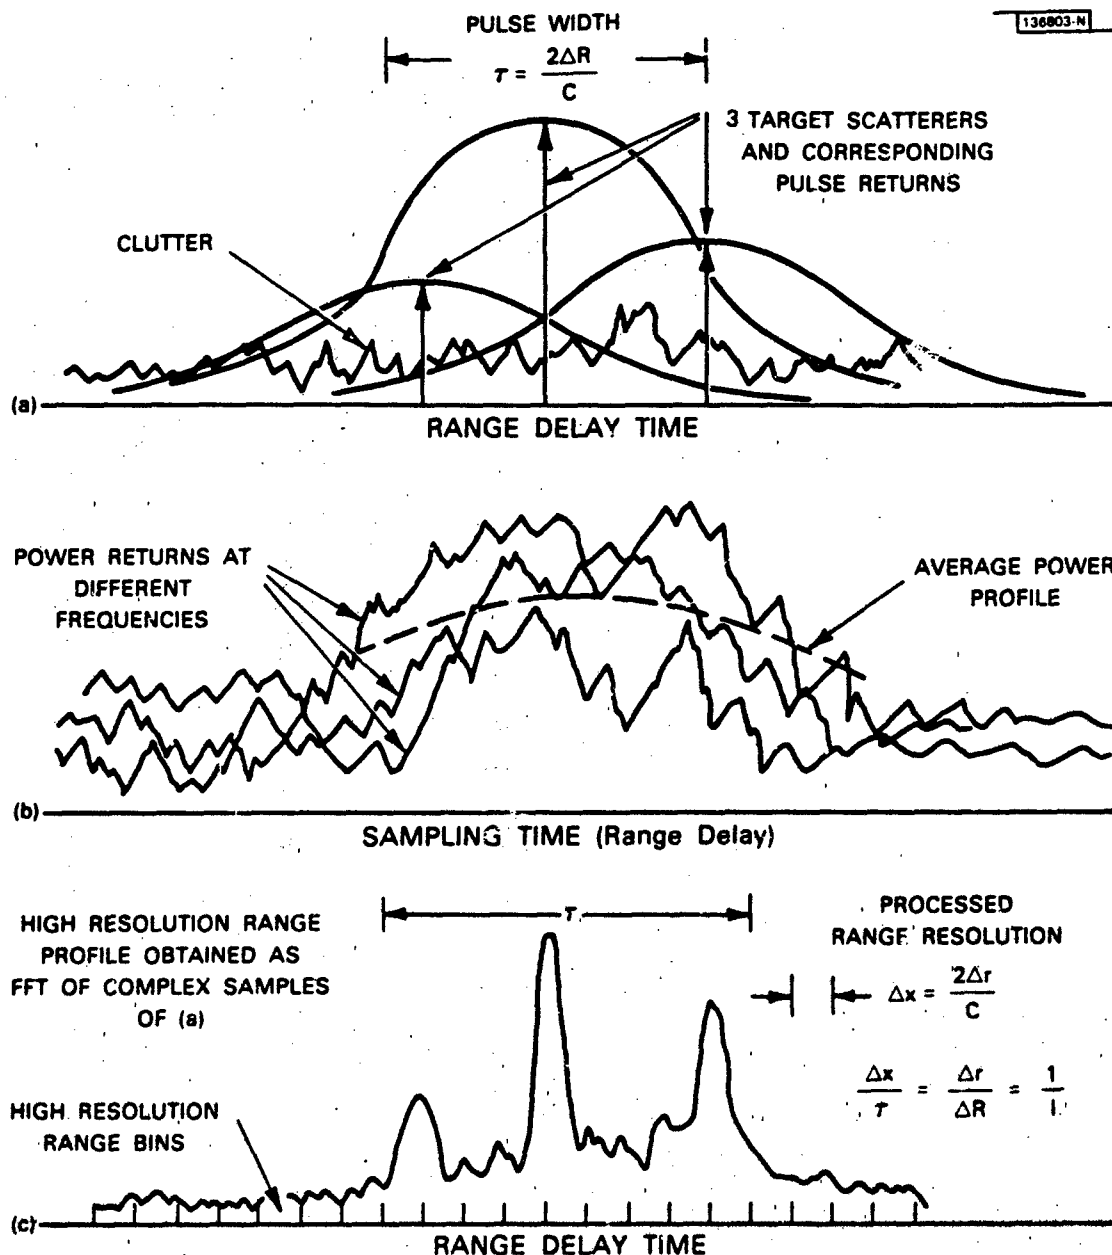 136803-N
PULSE WIDTH
τ = 2ΔR / C
3 TARGET SCATTERERS
AND CORRESPONDING
PULSE RETURNS
CLUTTER
(a)
RANGE DELAY TIME
POWER RETURNS AT
DIFFERENT
FREQUENCIES
AVERAGE POWER
PROFILE
(b)
SAMPLING TIME (Range Delay)
HIGH RESOLUTION RANGE
PROFILE OBTAINED AS
FFT OF COMPLEX SAMPLES
OF (a)
τ
PROCESSED
RANGE RESOLUTION
Δx = 2Δr / C
Δx / τ = Δr / ΔR = 1 / I
HIGH RESOLUTION
RANGE BINS
(c)
RANGE DELAY TIME